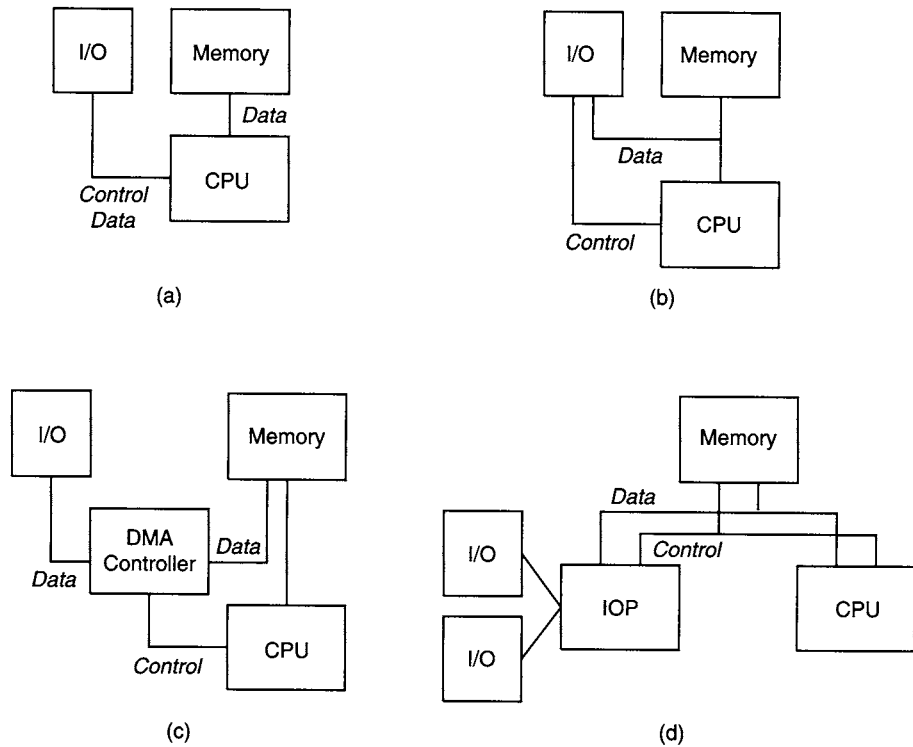 I/O
Memory
Data
CPU
Control
Data
(a)
I/O
Memory
Data
CPU
Control
(b)
I/O
Memory
DMA
Controller
Data
Data
CPU
Control
(c)
Memory
Data
I/O
Control
IOP
CPU
I/O
(d)